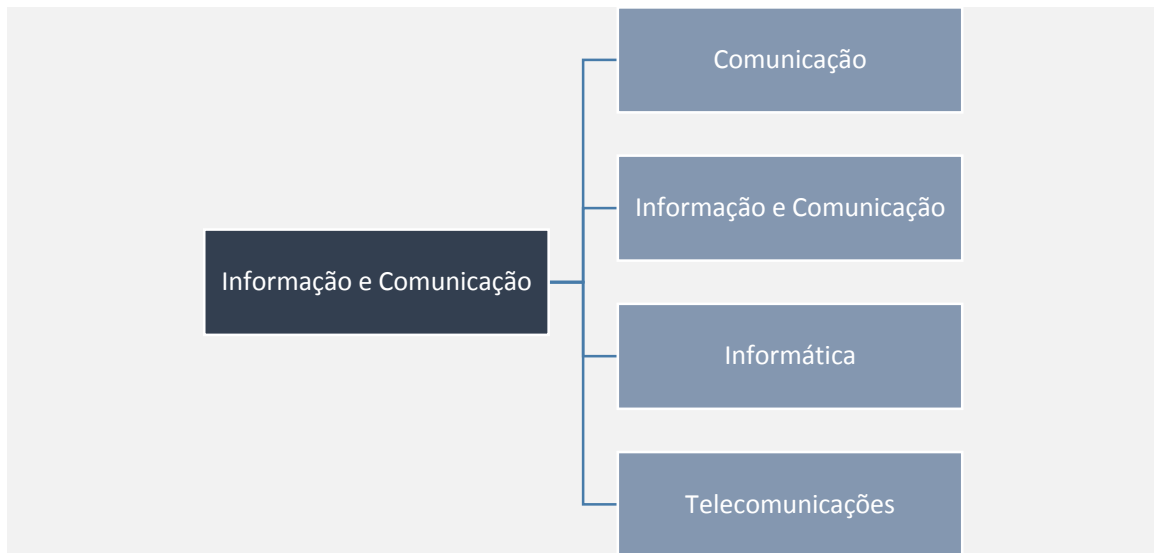 Comunicação
Informação e Comunicação
Informação e Comunicação
Informática
Telecomunicações